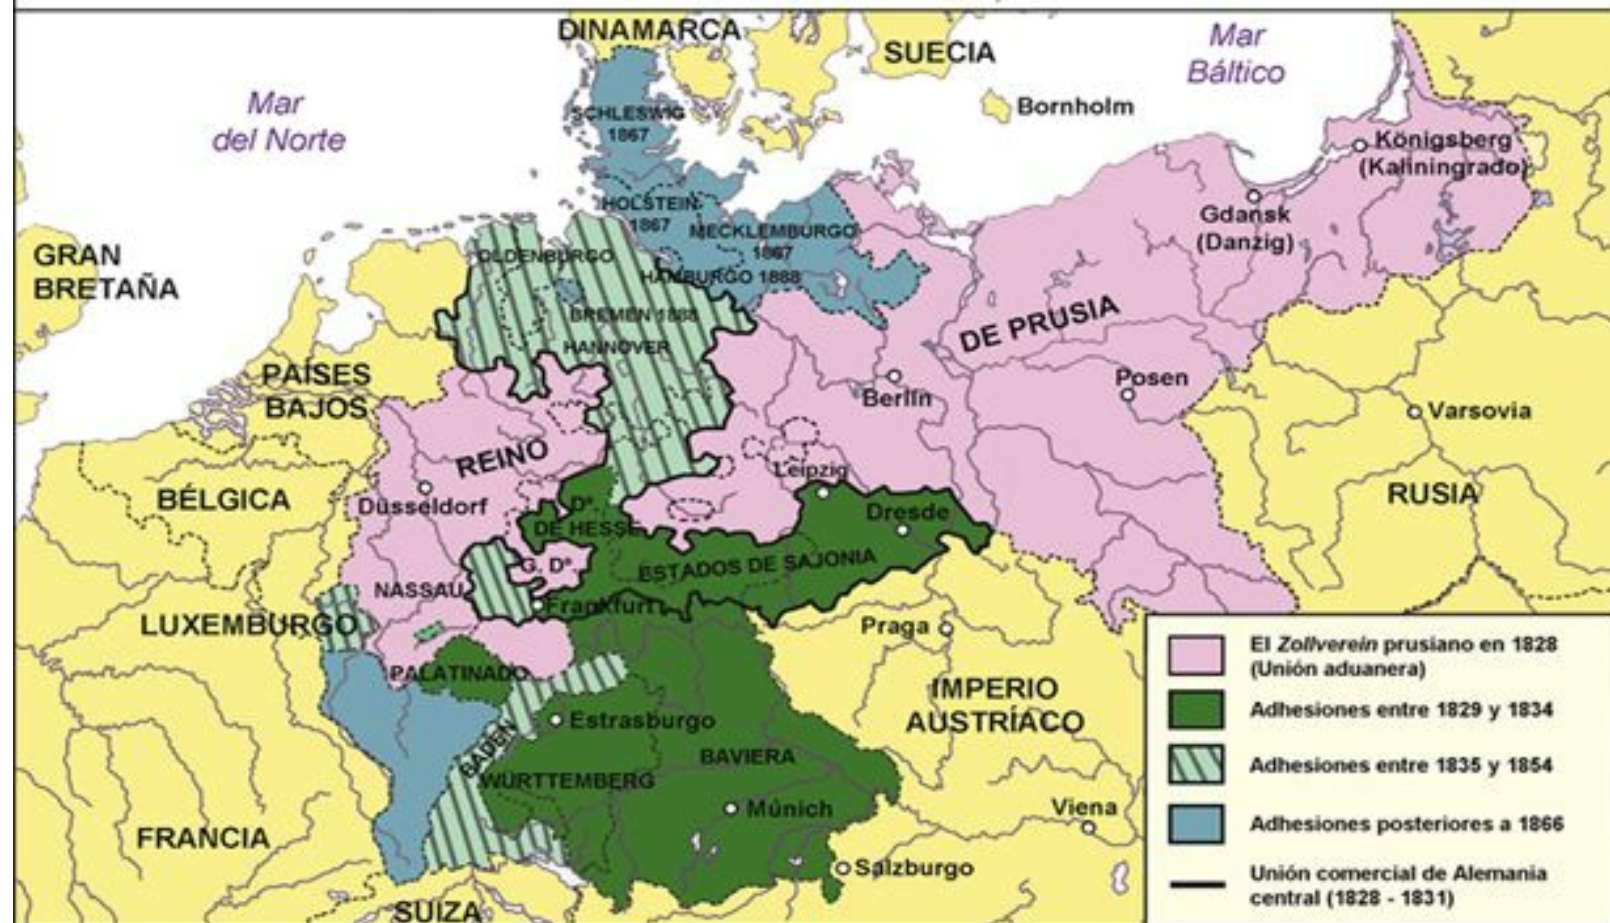 DINAMARCA
SUECIA
Mar
Báltico
Mar
del Norte
Bornholm
SCHLESWIG
1867
Königsberg
(Kaliningrado)
HOLSTEIN
1867
Gdansk
(Danzig)
MECKLEMBURGO
1867
GRAN
BRETAÑA
OLDENBURGO
HAMBURGO 1888
BREMEN 1888
HANNOVER
DE PRUSIA
PAÍSES
BAJOS
Berlín
Posen
Varsovia
REINO
Leipzig
BÉLGICA
Düsseldorf
RUSIA
Dº
DE HESSE
Dresde
G. Dº.
ESTADOS DE SAJONIA
NASSAU
Frankfurt
LUXEMBURGO
Praga
PALATINADO
IMPERIO
AUSTRÍACO
Estrasburgo
BADEN
BAVIERA
WÜRTTEMBERG
Múnich
Viena
FRANCIA
Salzburgo
SUIZA
El Zollverein prusiano en 1828
(Unión aduanera)
Adhesiones entre 1829 y 1834
Adhesiones entre 1835 y 1854
Adhesiones posteriores a 1866
Unión comercial de Alemania
central (1828 - 1831)